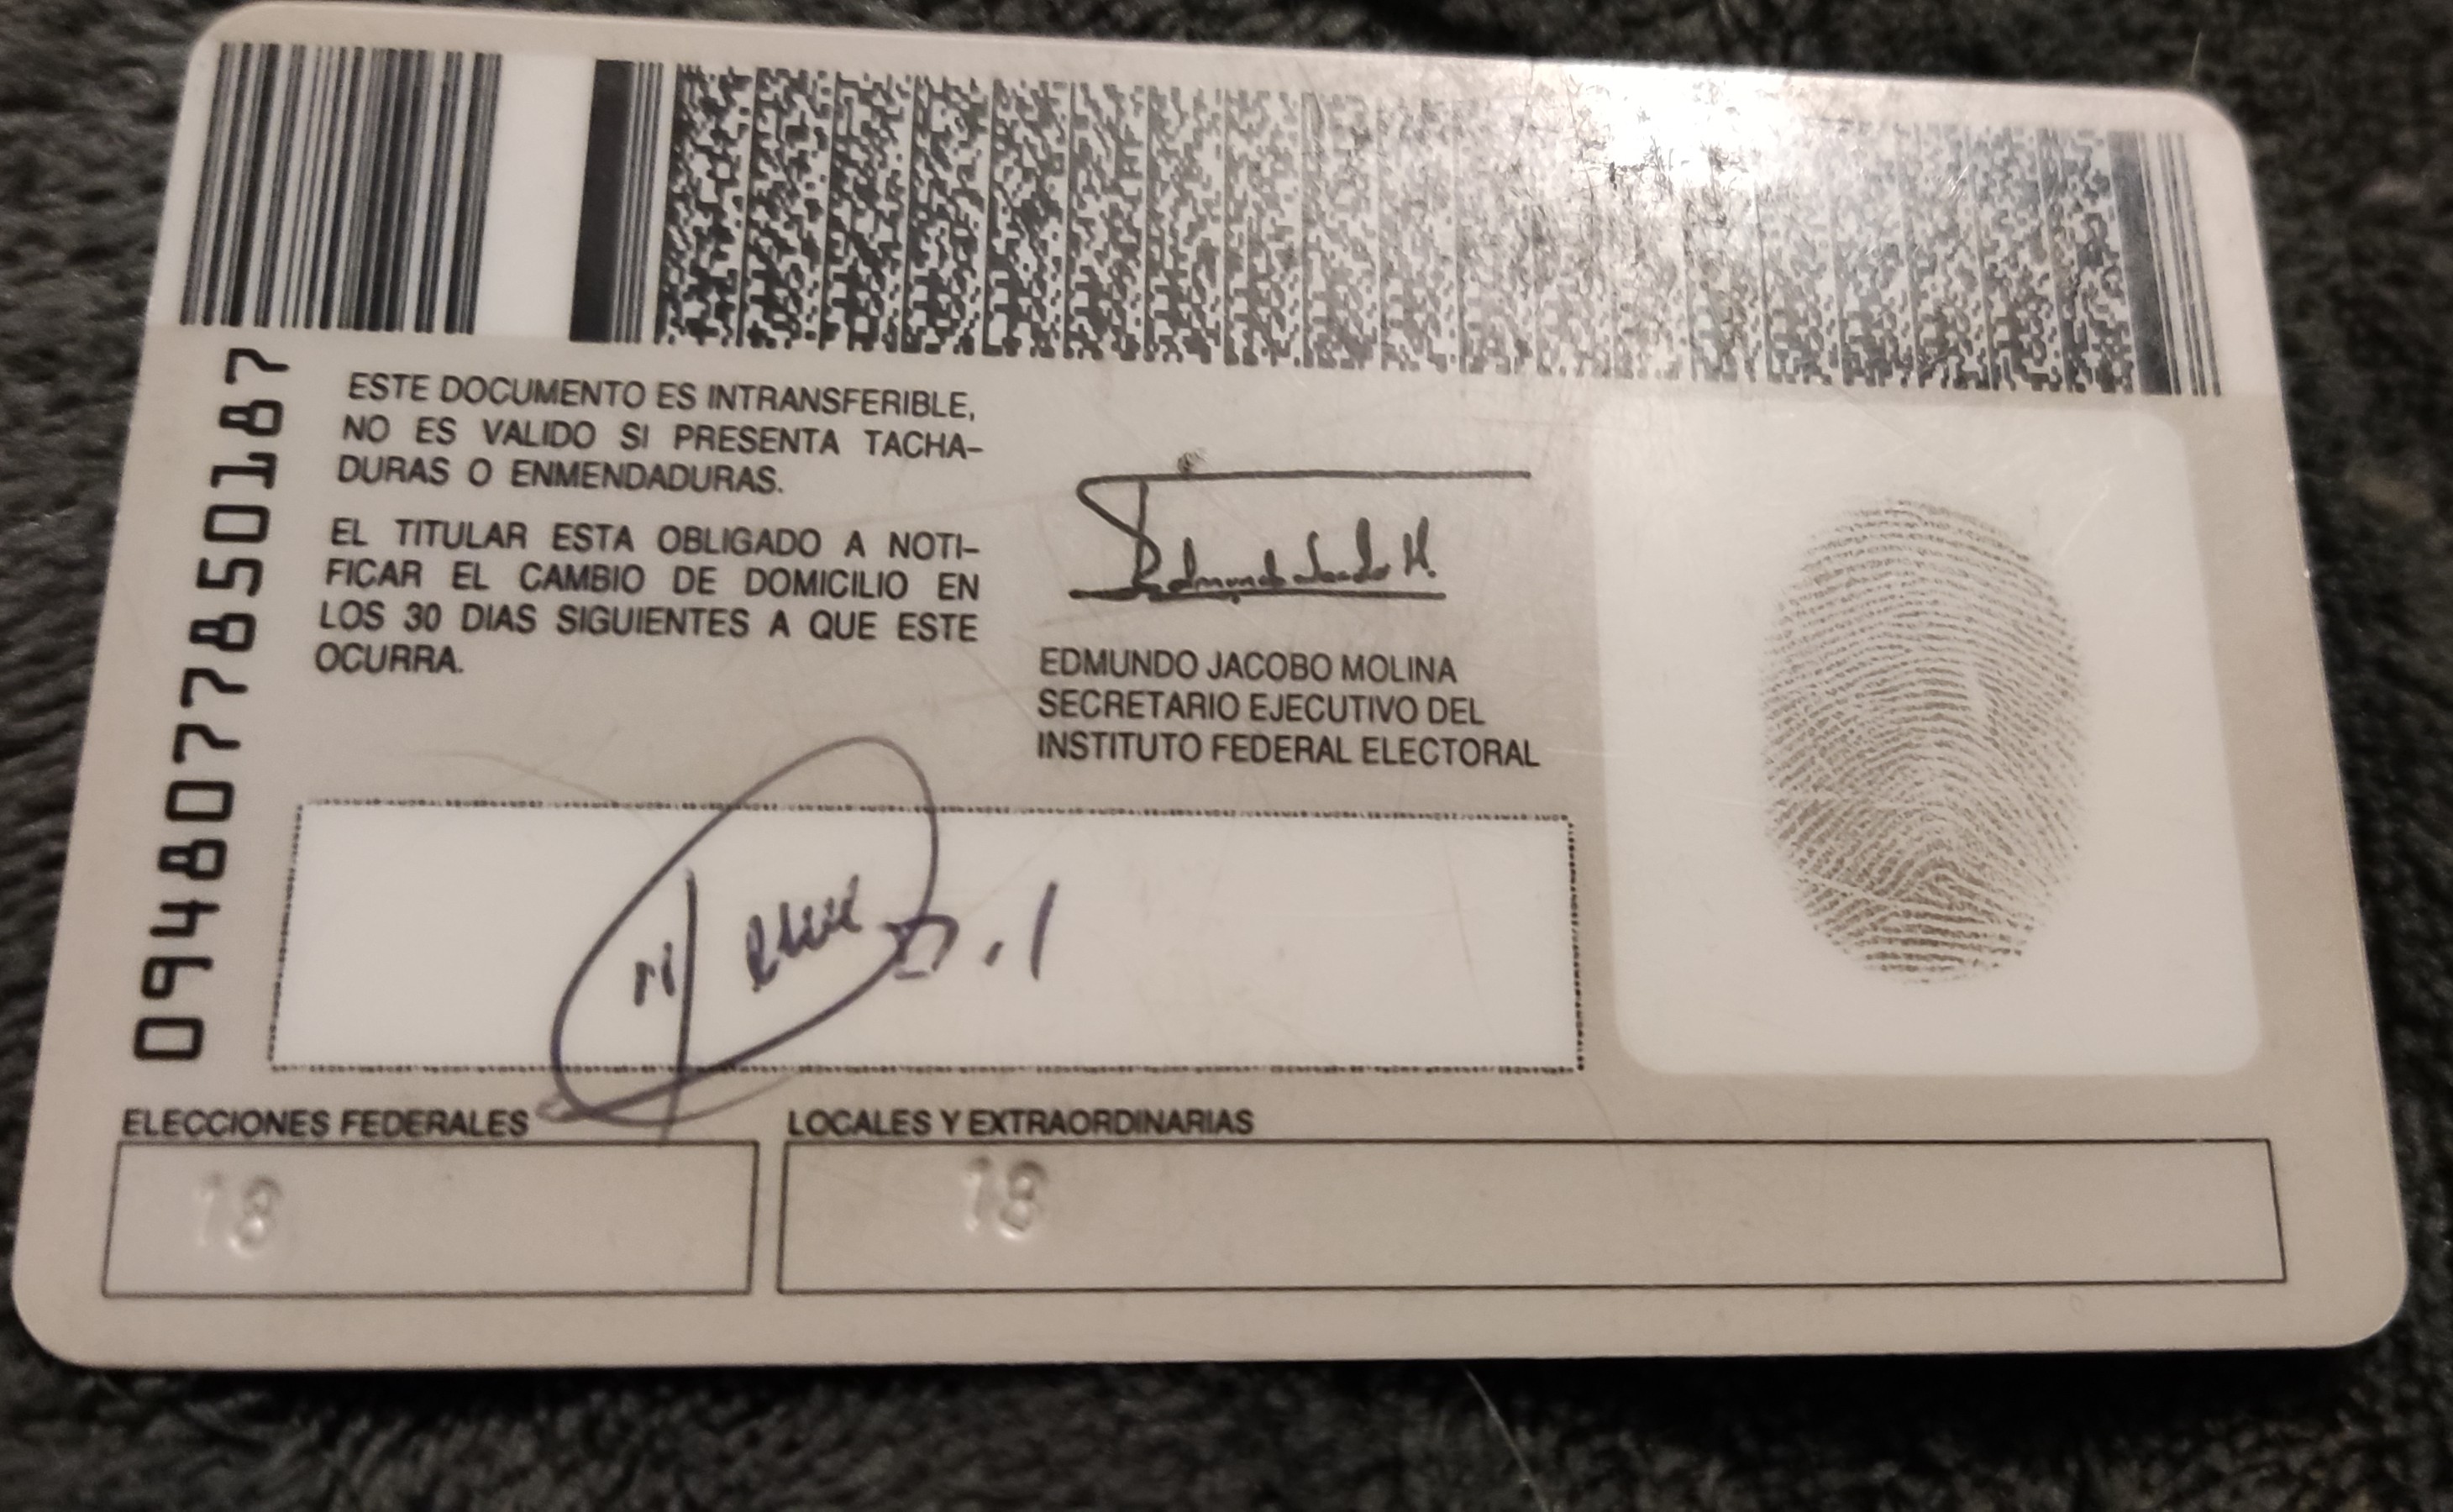 0948077850187
ESTE DOCUMENTO ES INTRANSFERIBLE,
NO ES VALIDO SI PRESENTA TACHA-
DURAS O ENMENDADURAS.
EL TITULAR ESTA OBLIGADO A NOTI-
FICAR EL CAMBIO DE DOMICILIO EN
LOS 30 DIAS SIGUIENTES A QUE ESTE
OCURRA.
Edmundo Jacobo M.
EDMUNDO JACOBO MOLINA
SECRETARIO EJECUTIVO DEL
INSTITUTO FEDERAL ELECTORAL
ELECCIONES FEDERALES
LOCALES Y EXTRAORDINARIAS
18
18